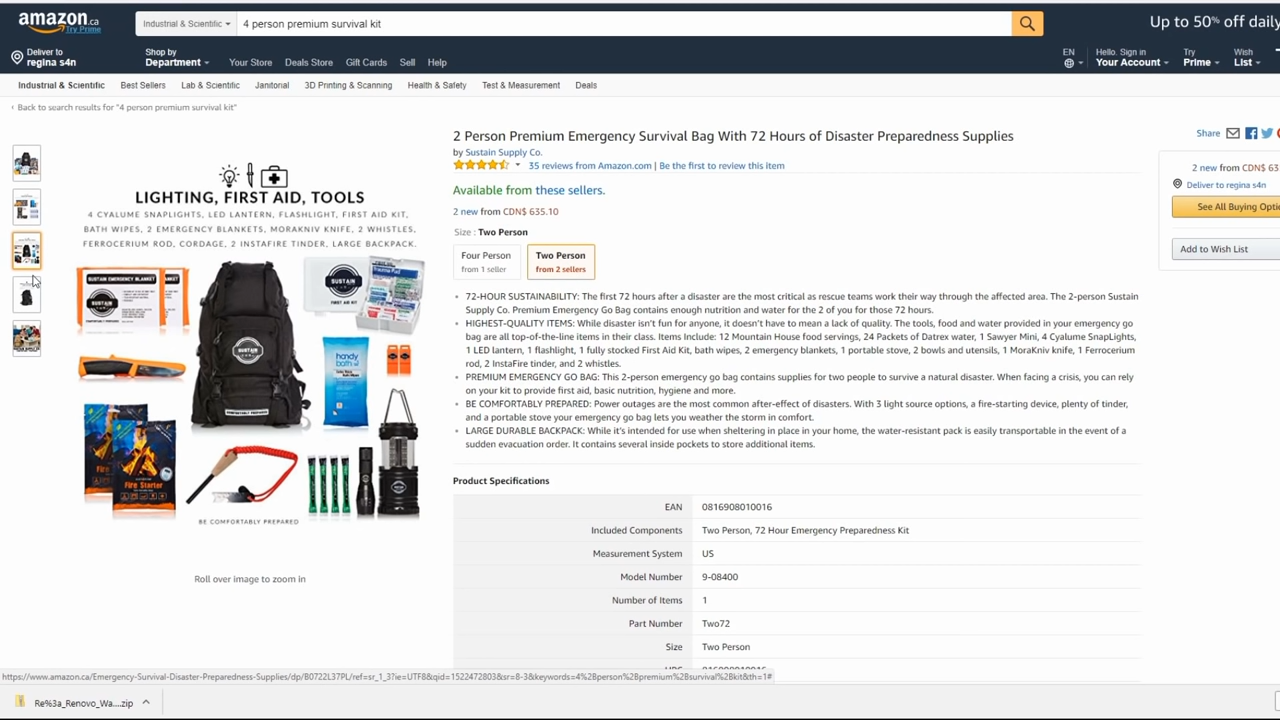 amazon.ca
Try Prime
Industrial & Scientific
4 person premium survival kit
Up to 50% off daily
Deliver to
regina s4n
Shop by
Department
Your Store
Deals Store
Gift Cards
Sell
Help
EN
Hello. Sign in
Your Account
Try
Prime
Wish
List
Industrial & Scientific
Best Sellers
Lab & Scientific
Janitorial
3D Printing & Scanning
Health & Safety
Test & Measurement
Deals
‹ Back to search results for "4 person premium survival kit"
LIGHTING, FIRST AID, TOOLS
4 CYALUME SNAPLIGHTS, LED LANTERN, FLASHLIGHT, FIRST AID KIT,
BATH WIPES, 2 EMERGENCY BLANKETS, MORAKNIV KNIFE, 2 WHISTLES,
FERROCERIUM ROD, CORDAGE, 2 INSTAFIRE TINDER, LARGE BACKPACK.
SUSTAIN EMERGENCY BLANKET
SUSTAIN
FIRST AID KIT
SUSTAIN
handy
bath
Fire Starter
BE COMFORTABLY PREPARED
Roll over image to zoom in
2 Person Premium Emergency Survival Bag With 72 Hours of Disaster Preparedness Supplies
by Sustain Supply Co.
35 reviews from Amazon.com | Be the first to review this item
Available from these sellers.
2 new from CDN$ 635.10
Size : Two Person
Four Person
from 1 seller
Two Person
from 2 sellers
72-HOUR SUSTAINABILITY: The first 72 hours after a disaster are the most critical as rescue teams work their way through the affected area. The 2-person Sustain
Supply Co. Premium Emergency Go Bag contains enough nutrition and water for the 2 of you for those 72 hours.
HIGHEST-QUALITY ITEMS: While disaster isn't fun for anyone, it doesn't have to mean a lack of quality. The tools, food and water provided in your emergency go
bag are all top-of-the-line items in their class. Items Include: 12 Mountain House food servings, 24 Packets of Datrex water, 1 Sawyer Mini, 4 Cyalume SnapLights,
1 LED lantern, 1 flashlight, 1 fully stocked First Aid Kit, bath wipes, 2 emergency blankets, 1 portable stove, 2 bowls and utensils, 1 MoraKniv knife, 1 Ferrocerium
rod, 2 InstaFire tinder, and 2 whistles.
PREMIUM EMERGENCY GO BAG: This 2-person emergency go bag contains supplies for two people to survive a natural disaster. When facing a crisis, you can rely
on your kit to provide first aid, basic nutrition, hygiene and more.
BE COMFORTABLY PREPARED: Power outages are the most common after-effect of disasters. With 3 light source options, a fire-starting device, plenty of tinder,
and a portable stove your emergency go bag lets you weather the storm in comfort.
LARGE DURABLE BACKPACK: While it's intended for use when sheltering in place in your home, the water-resistant pack is easily transportable in the event of a
sudden evacuation order. It contains several inside pockets to store additional items.
Product Specifications
EAN 0816908010016
Included Components Two Person, 72 Hour Emergency Preparedness Kit
Measurement System US
Model Number 9-08400
Number of Items 1
Part Number Two72
Size Two Person
Share
2 new from CDN$ 63
Deliver to regina s4n
See All Buying Optio
Add to Wish List
https://www.amazon.ca/Emergency-Survival-Disaster-Preparedness-Supplies/dp/B0722L37PL/ref=sr_1_3?ie=UTF8&qid=1522472803&sr=8-3&keywords=4%2Bperson%2Bpremium%2Bsurvival%2Bkit&th=1#
Re%3a_Renovo_Wa....zip